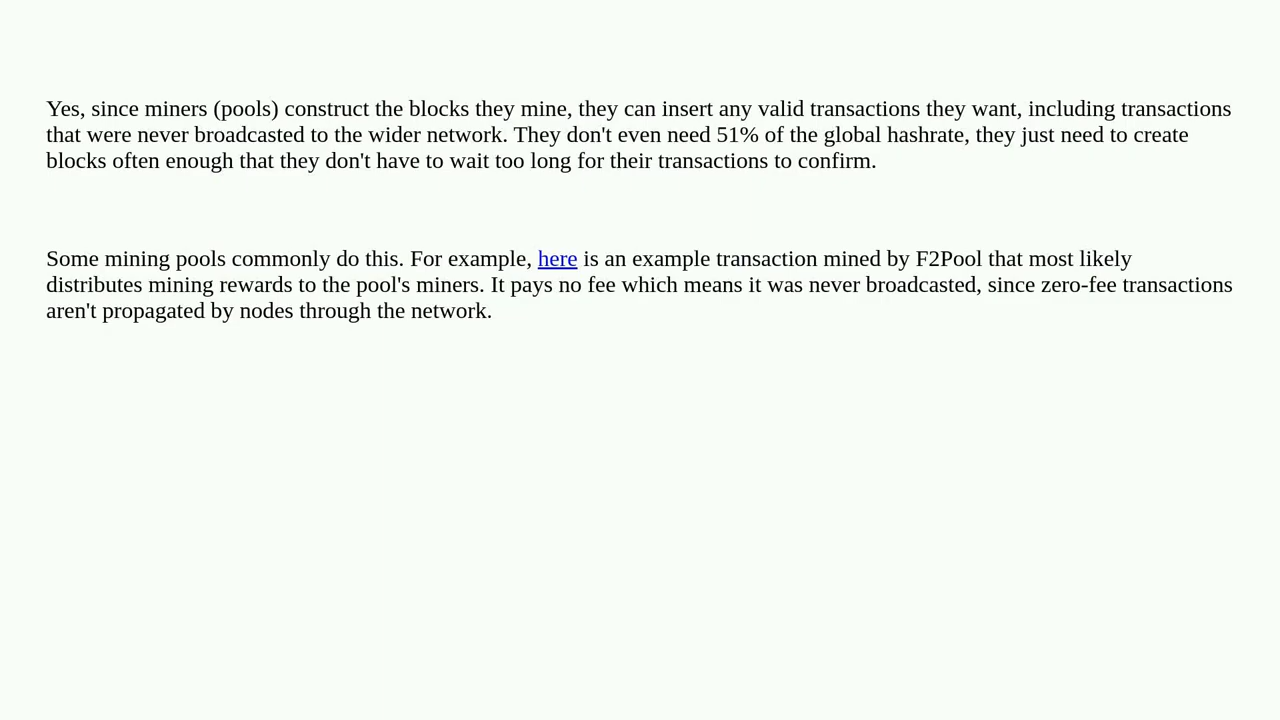 Yes, since miners (pools) construct the blocks they mine, they can insert any valid transactions they want, including transactions
that were never broadcasted to the wider network. They don't even need 51% of the global hashrate, they just need to create
blocks often enough that they don't have to wait too long for their transactions to confirm.
Some mining pools commonly do this. For example, here is an example transaction mined by F2Pool that most likely
distributes mining rewards to the pool's miners. It pays no fee which means it was never broadcasted, since zero-fee transactions
aren't propagated by nodes through the network.